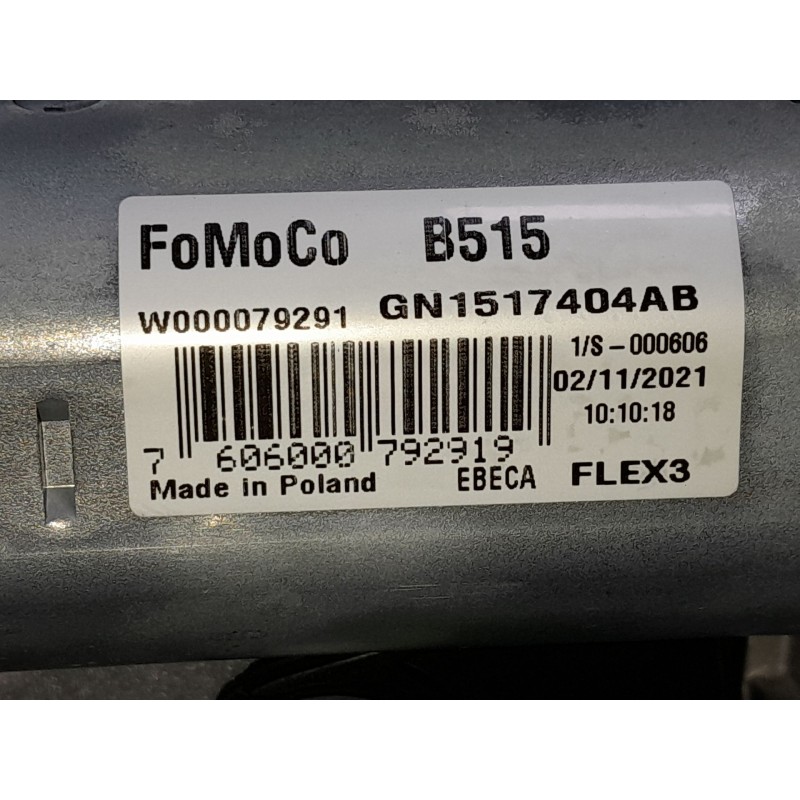 FoMoCo B515
W000079291 GN1517404AB
1/S-000606
02/11/2021
10:10:18
7 606000 792919
Made in Poland EBECA FLEX3